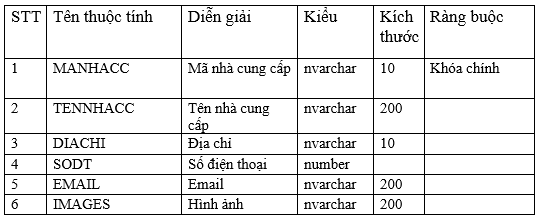 STT Tên thuộc tính Diễn giải Kiểu Kích thước Ràng buộc
1 MANHACC Mã nhà cung cấp nvarchar 10 Khóa chính
2 TENNHACC Tên nhà cung cấp nvarchar 200
3 DIACHI Địa chỉ nvarchar 10
4 SODT Số điện thoại number
5 EMAIL Email nvarchar 200
6 IMAGES Hình ảnh nvarchar 200